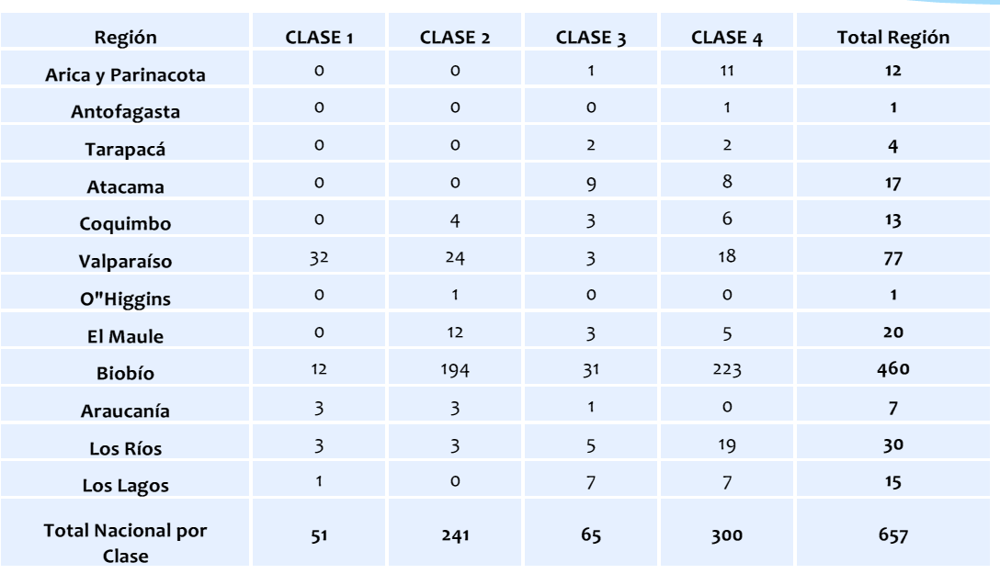 Región CLASE 1 CLASE 2 CLASE 3 CLASE 4 Total Región
Arica y Parinacota 0 0 1 11 12
Antofagasta 0 0 0 1 1
Tarapacá 0 0 2 2 4
Atacama 0 0 9 8 17
Coquimbo 0 4 3 6 13
Valparaíso 32 24 3 18 77
O"Higgins 0 1 0 0 1
El Maule 0 12 3 5 20
Biobío 12 194 31 223 460
Araucanía 3 3 1 0 7
Los Ríos 3 3 5 19 30
Los Lagos 1 0 7 7 15
Total Nacional por
Clase 51 241 65 300 657